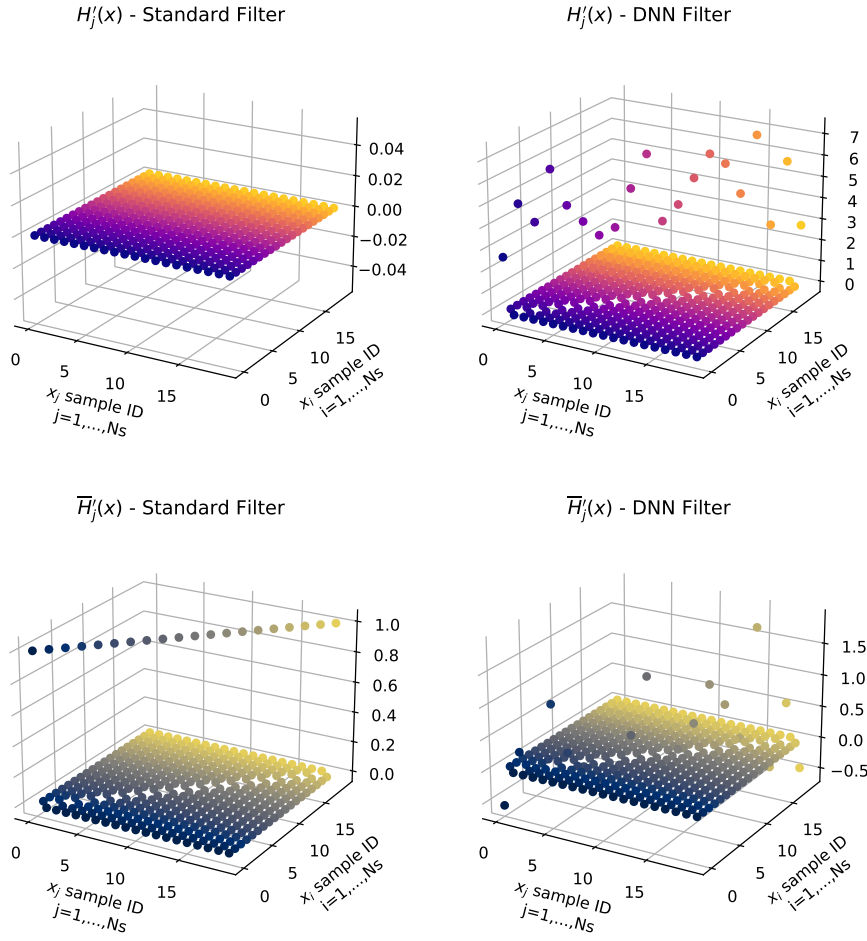 H′j(x) - Standard Filter
0.04
0.02
0.00
−0.02
−0.04
0
5
10
15
xj sample ID
j=1,...,Ns
0
5
10
15
xi sample ID
i=1,...,Ns
H′j(x) - DNN Filter
7
6
5
4
3
2
1
0
0
5
10
15
xj sample ID
j=1,...,Ns
0
5
10
15
xi sample ID
i=1,...,Ns
H̅′j(x) - Standard Filter
1.0
0.8
0.6
0.4
0.2
0.0
0
5
10
15
xj sample ID
j=1,...,Ns
0
5
10
15
xi sample ID
i=1,...,Ns
H̅′j(x) - DNN Filter
1.5
1.0
0.5
0.0
−0.5
0
5
10
15
xj sample ID
j=1,...,Ns
0
5
10
15
xi sample ID
i=1,...,Ns